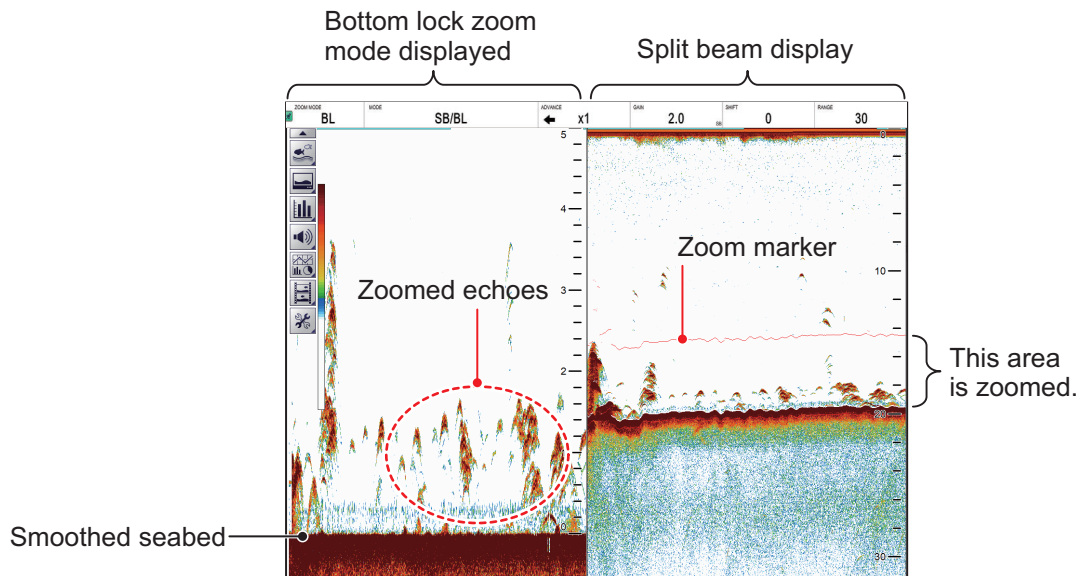 Bottom lock zoom
mode displayed
Split beam display
ZOOM MODE
BL
MODE
SB/BL
ADVANCE
x1
GAIN
2.0
SHIFT
0
RANGE
30
5
4
3
2
0
10
30
Zoom marker
Zoomed echoes
This area
is zoomed.
Smoothed seabed